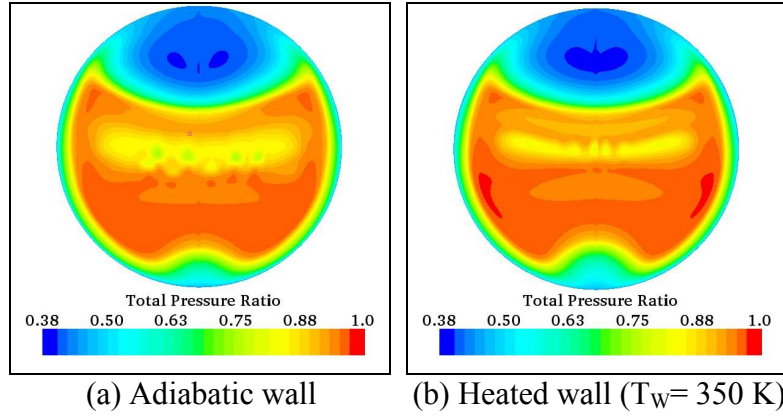 Total Pressure Ratio
0.38 0.50 0.63 0.75 0.88 1.0
Total Pressure Ratio
0.38 0.50 0.63 0.75 0.88 1.0
(a) Adiabatic wall
(b) Heated wall (TW= 350 K)